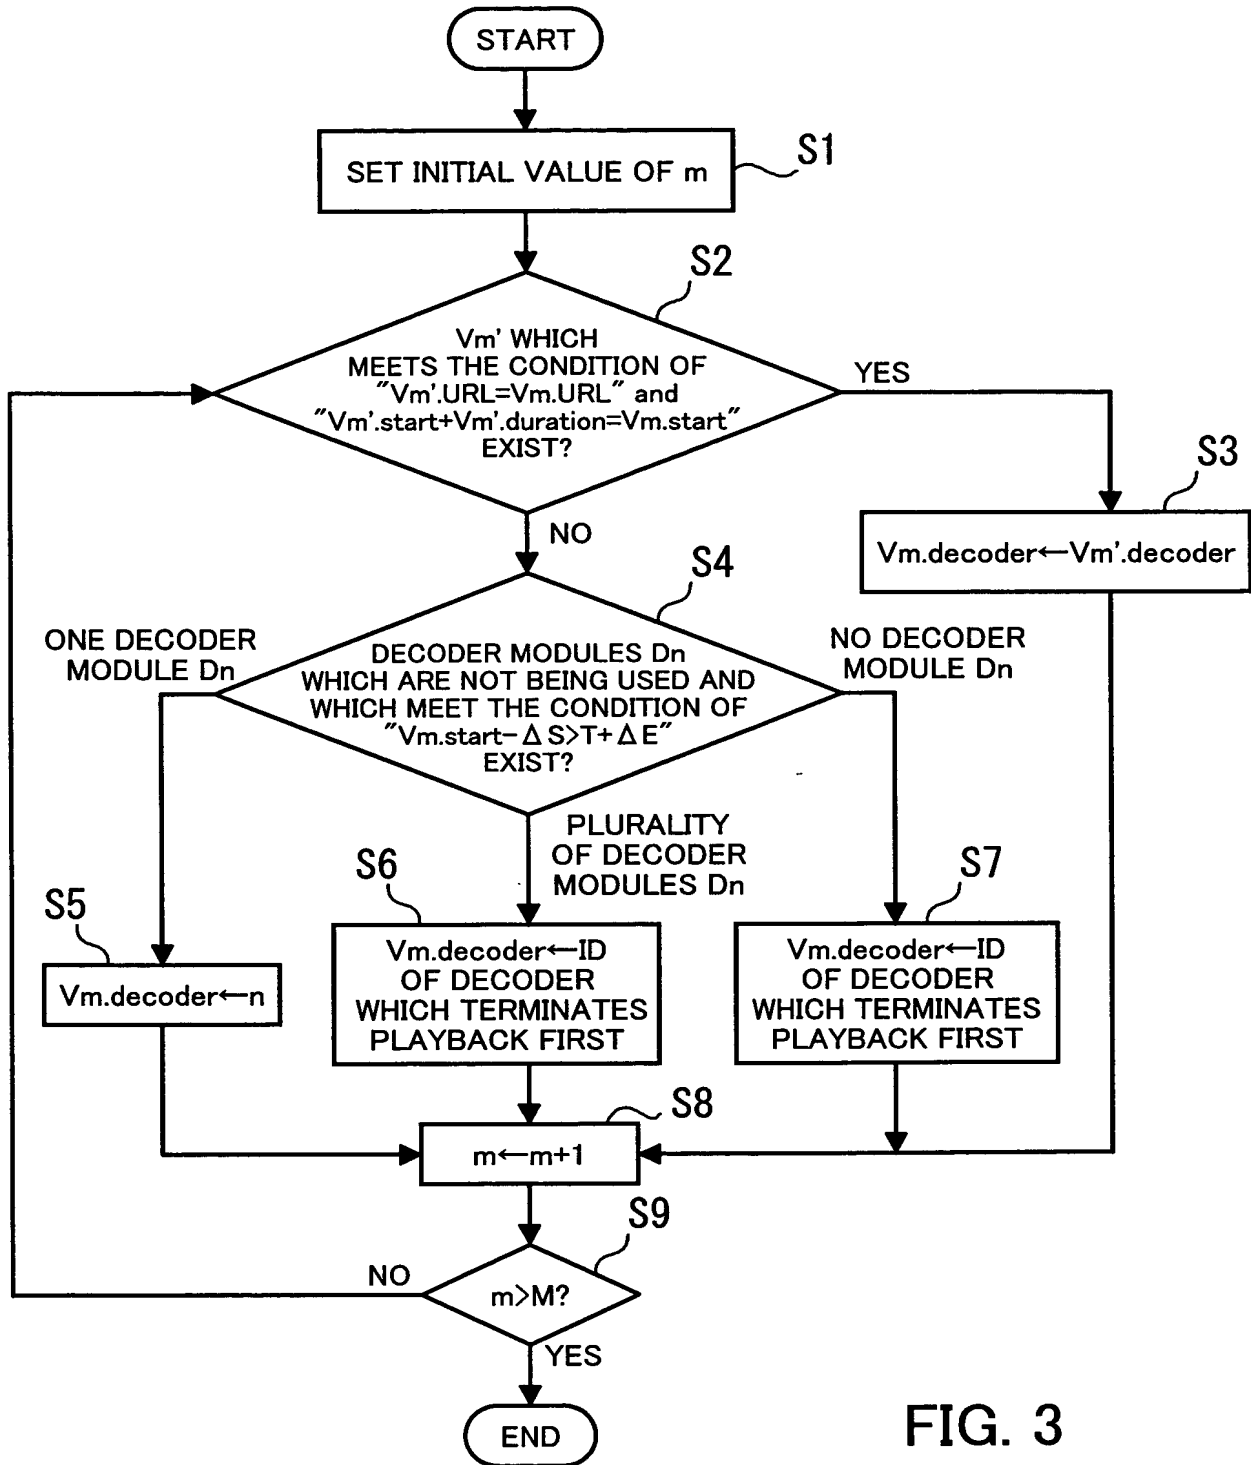 START
SET INITIAL VALUE OF m
S1
S2
Vm' WHICH
MEETS THE CONDITION OF
"Vm'.URL=Vm.URL" and
"Vm'.start+Vm'.duration=Vm.start"
EXIST?
YES
S3
Vm.decoder←Vm'.decoder
NO
S4
ONE DECODER
MODULE Dn
DECODER MODULES Dn
WHICH ARE NOT BEING USED AND
WHICH MEET THE CONDITION OF
"Vm.start-ΔS>T+ΔE"
EXIST?
NO DECODER
MODULE Dn
PLURALITY
OF DECODER
MODULES Dn
S5
Vm.decoder←n
S6
Vm.decoder←ID
OF DECODER
WHICH TERMINATES
PLAYBACK FIRST
S7
Vm.decoder←ID
OF DECODER
WHICH TERMINATES
PLAYBACK FIRST
S8
m←m+1
S9
m>M?
NO
YES
END
FIG. 3